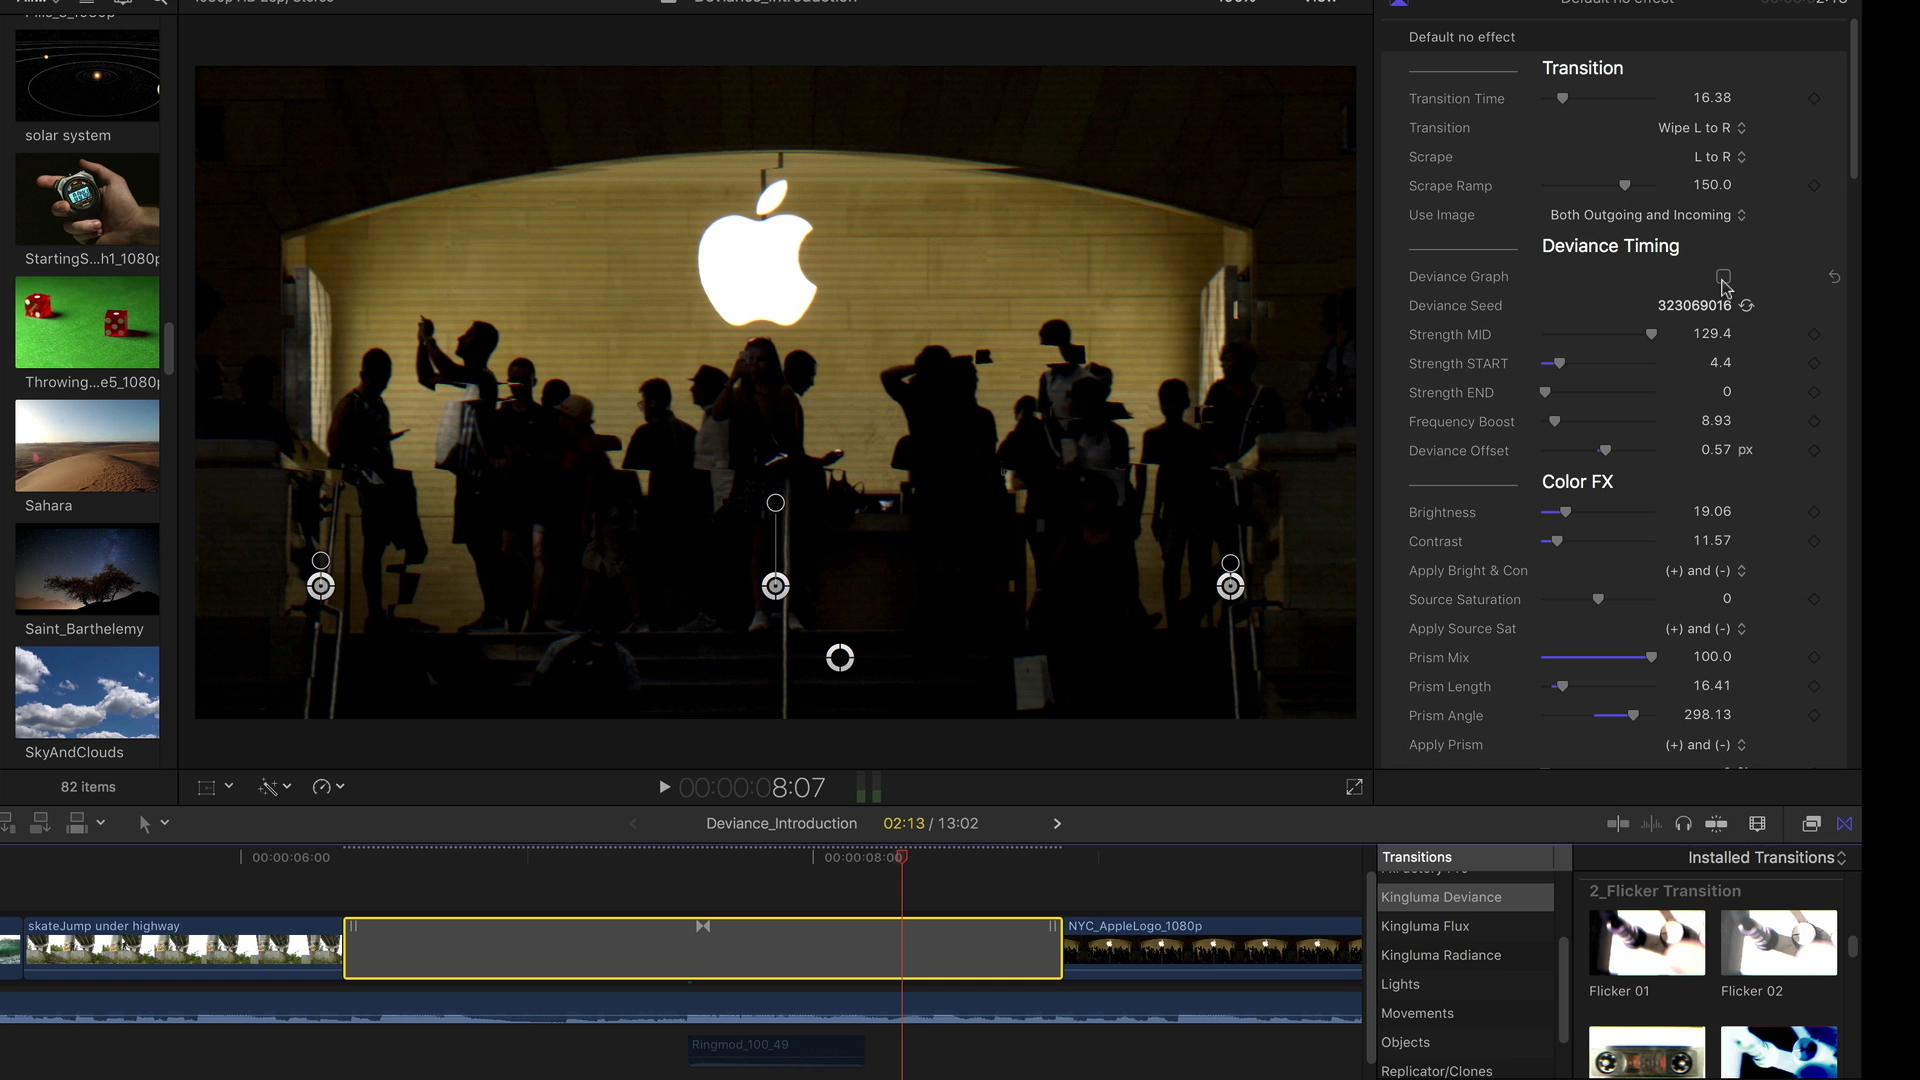 solar system
StartingS...h1_1080p
Throwing...e5_1080p
Sahara
Saint_Barthelemy
SkyAndClouds
82 items
Deviance_Introduction
100%
View
Default no effect
Default no effect
Transition
Transition Time 16.38
Transition Wipe L to R
Scrape L to R
Scrape Ramp 150.0
Use Image Both Outgoing and Incoming
Deviance Timing
Deviance Graph
Deviance Seed 323069016
Strength MID 129.4
Strength START 4.4
Strength END 0
Frequency Boost 8.93
Deviance Offset 0.57 px
Color FX
Brightness 19.06
Contrast 11.57
Apply Bright & Con (+) and (-)
Source Saturation 0
Apply Source Sat (+) and (-)
Prism Mix 100.0
Prism Length 16.41
Prism Angle 298.13
Apply Prism (+) and (-)
00:00:00:08:07
Deviance_Introduction 02:13 / 13:02
00:00:06:00
00:00:08:00
skateJump under highway
NYC_AppleLogo_1080p
Ringmod_100_49
Transitions
Kingluma Deviance
Kingluma Flux
Kingluma Radiance
Lights
Movements
Objects
Replicator/Clones
Installed Transitions
2_Flicker Transition
Flicker 01
Flicker 02